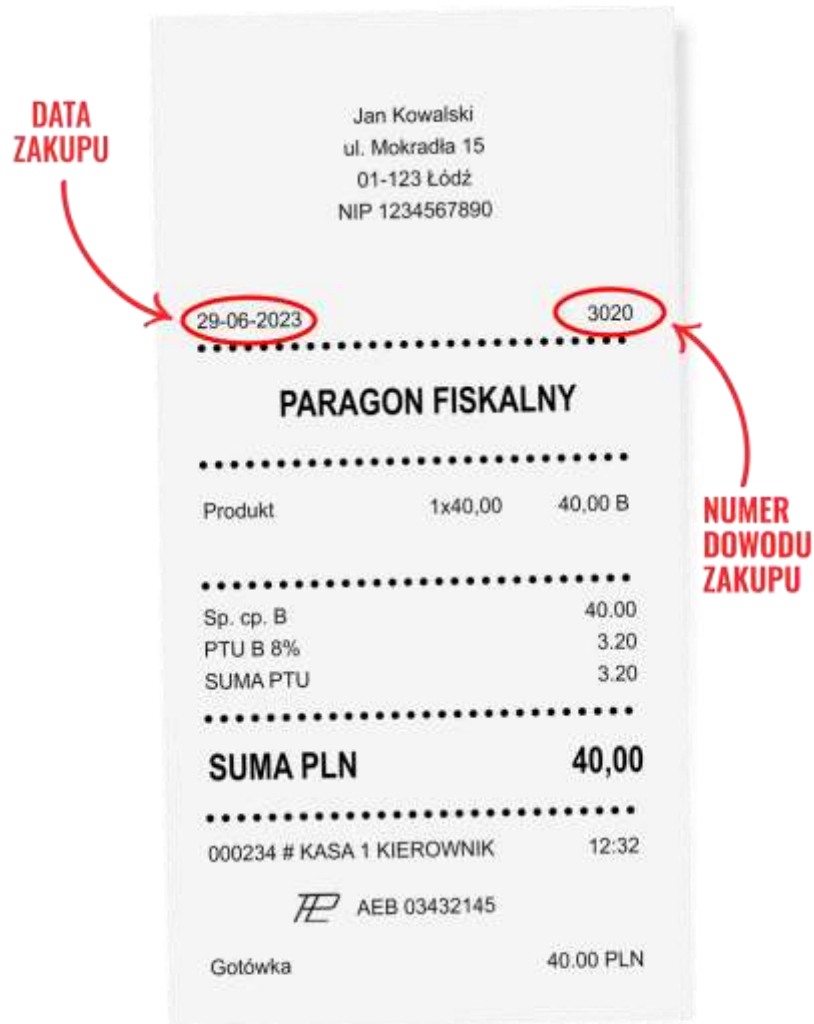 DATA
ZAKUPU
Jan Kowalski
ul. Mokradła 15
01-123 Łódź
NIP 1234567890
29-06-2023 3020
PARAGON FISKALNY
Produkt 1x40,00 40,00 B
NUMER
DOWODU
ZAKUPU
Sp. cp. B 40.00
PTU B 8% 3.20
SUMA PTU 3.20
SUMA PLN 40,00
000234 # KASA 1 KIEROWNIK 12:32
AEB 03432145
Gotówka 40.00 PLN